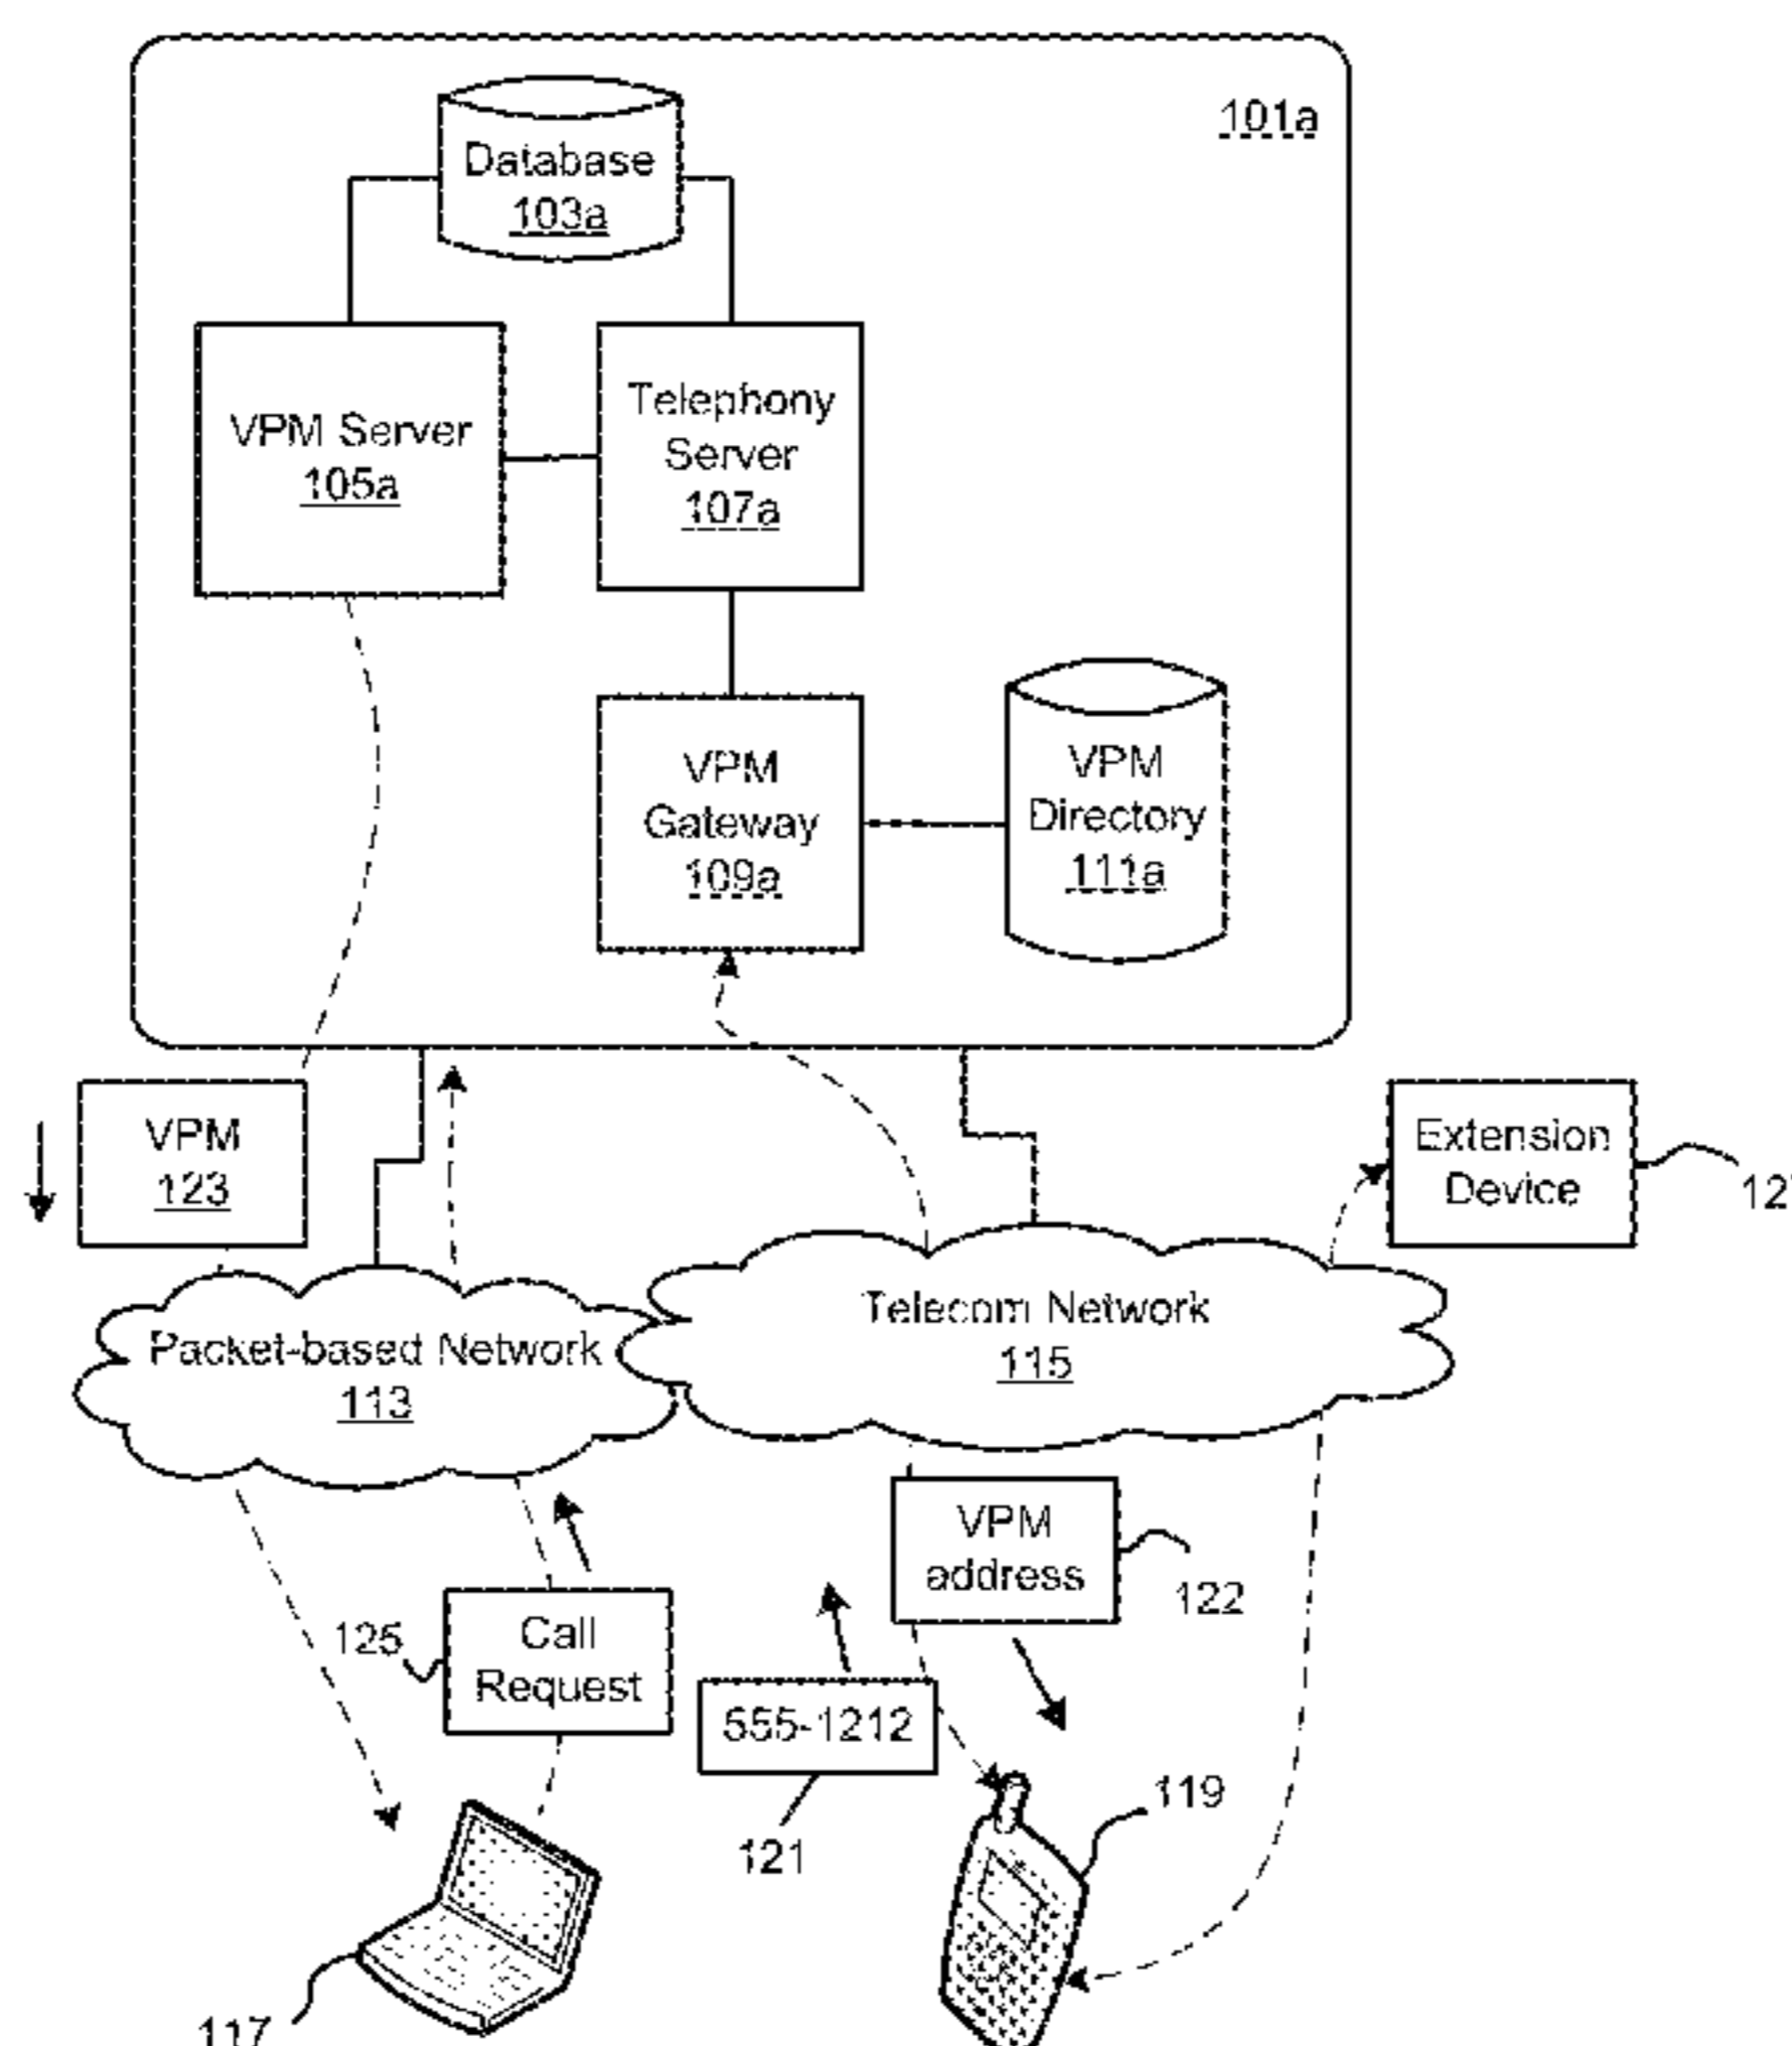 101a
Database
103a
VPM Server
105a
Telephony
Server
107a
VPM
Gateway
109a
VPM
Directory
111a
VPM
123
Extension
Device
Packet-based Network
113
Telecom Network
115
VPM
address
122
125
Call
Request
555-1212
121
119
117